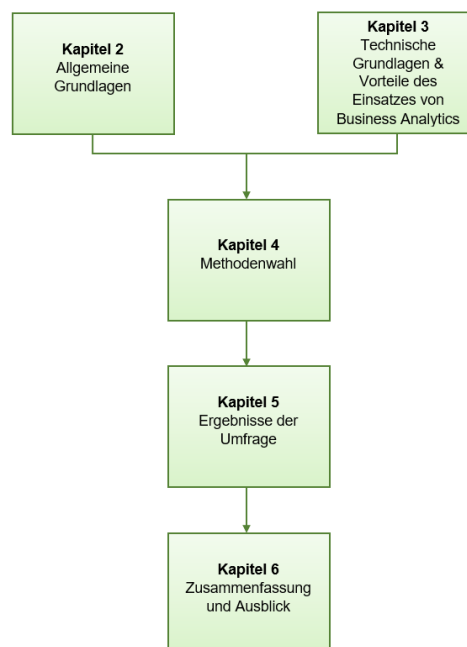 Kapitel 2
Allgemeine
Grundlagen
Kapitel 3
Technische
Grundlagen &
Vorteile des
Einsatzes von
Business Analytics
Kapitel 4
Methodenwahl
Kapitel 5
Ergebnisse der
Umfrage
Kapitel 6
Zusammenfassung
und Ausblick